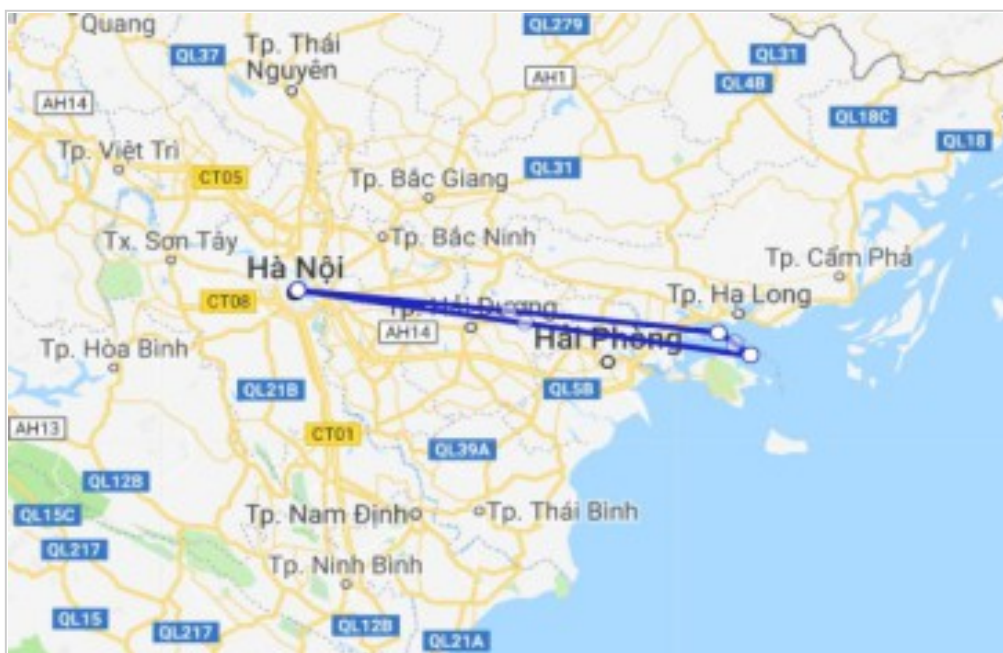 Quang
QL279
QL31
QL37
Tp. Thái
Nguyên
AH1
QL4B
AH14
QL18C
QL18
Tp. Việt Trì
CT05
QL31
Tp. Bắc Giang
Tx. Sơn Tây
Tp. Bắc Ninh
Hà Nội
Tp. Cẩm Phả
CT08
Tp. Hạ Long
Tp. Hải Dương
AH14
Hải Phòng
Tp. Hòa Bình
QL21B
QL5B
AH13
CT01
QL39A
QL12B
QL15C
Tp. Nam Định
Tp. Thái Bình
QL217
Tp. Ninh Bình
QL15
QL217
QL12B
QL21A